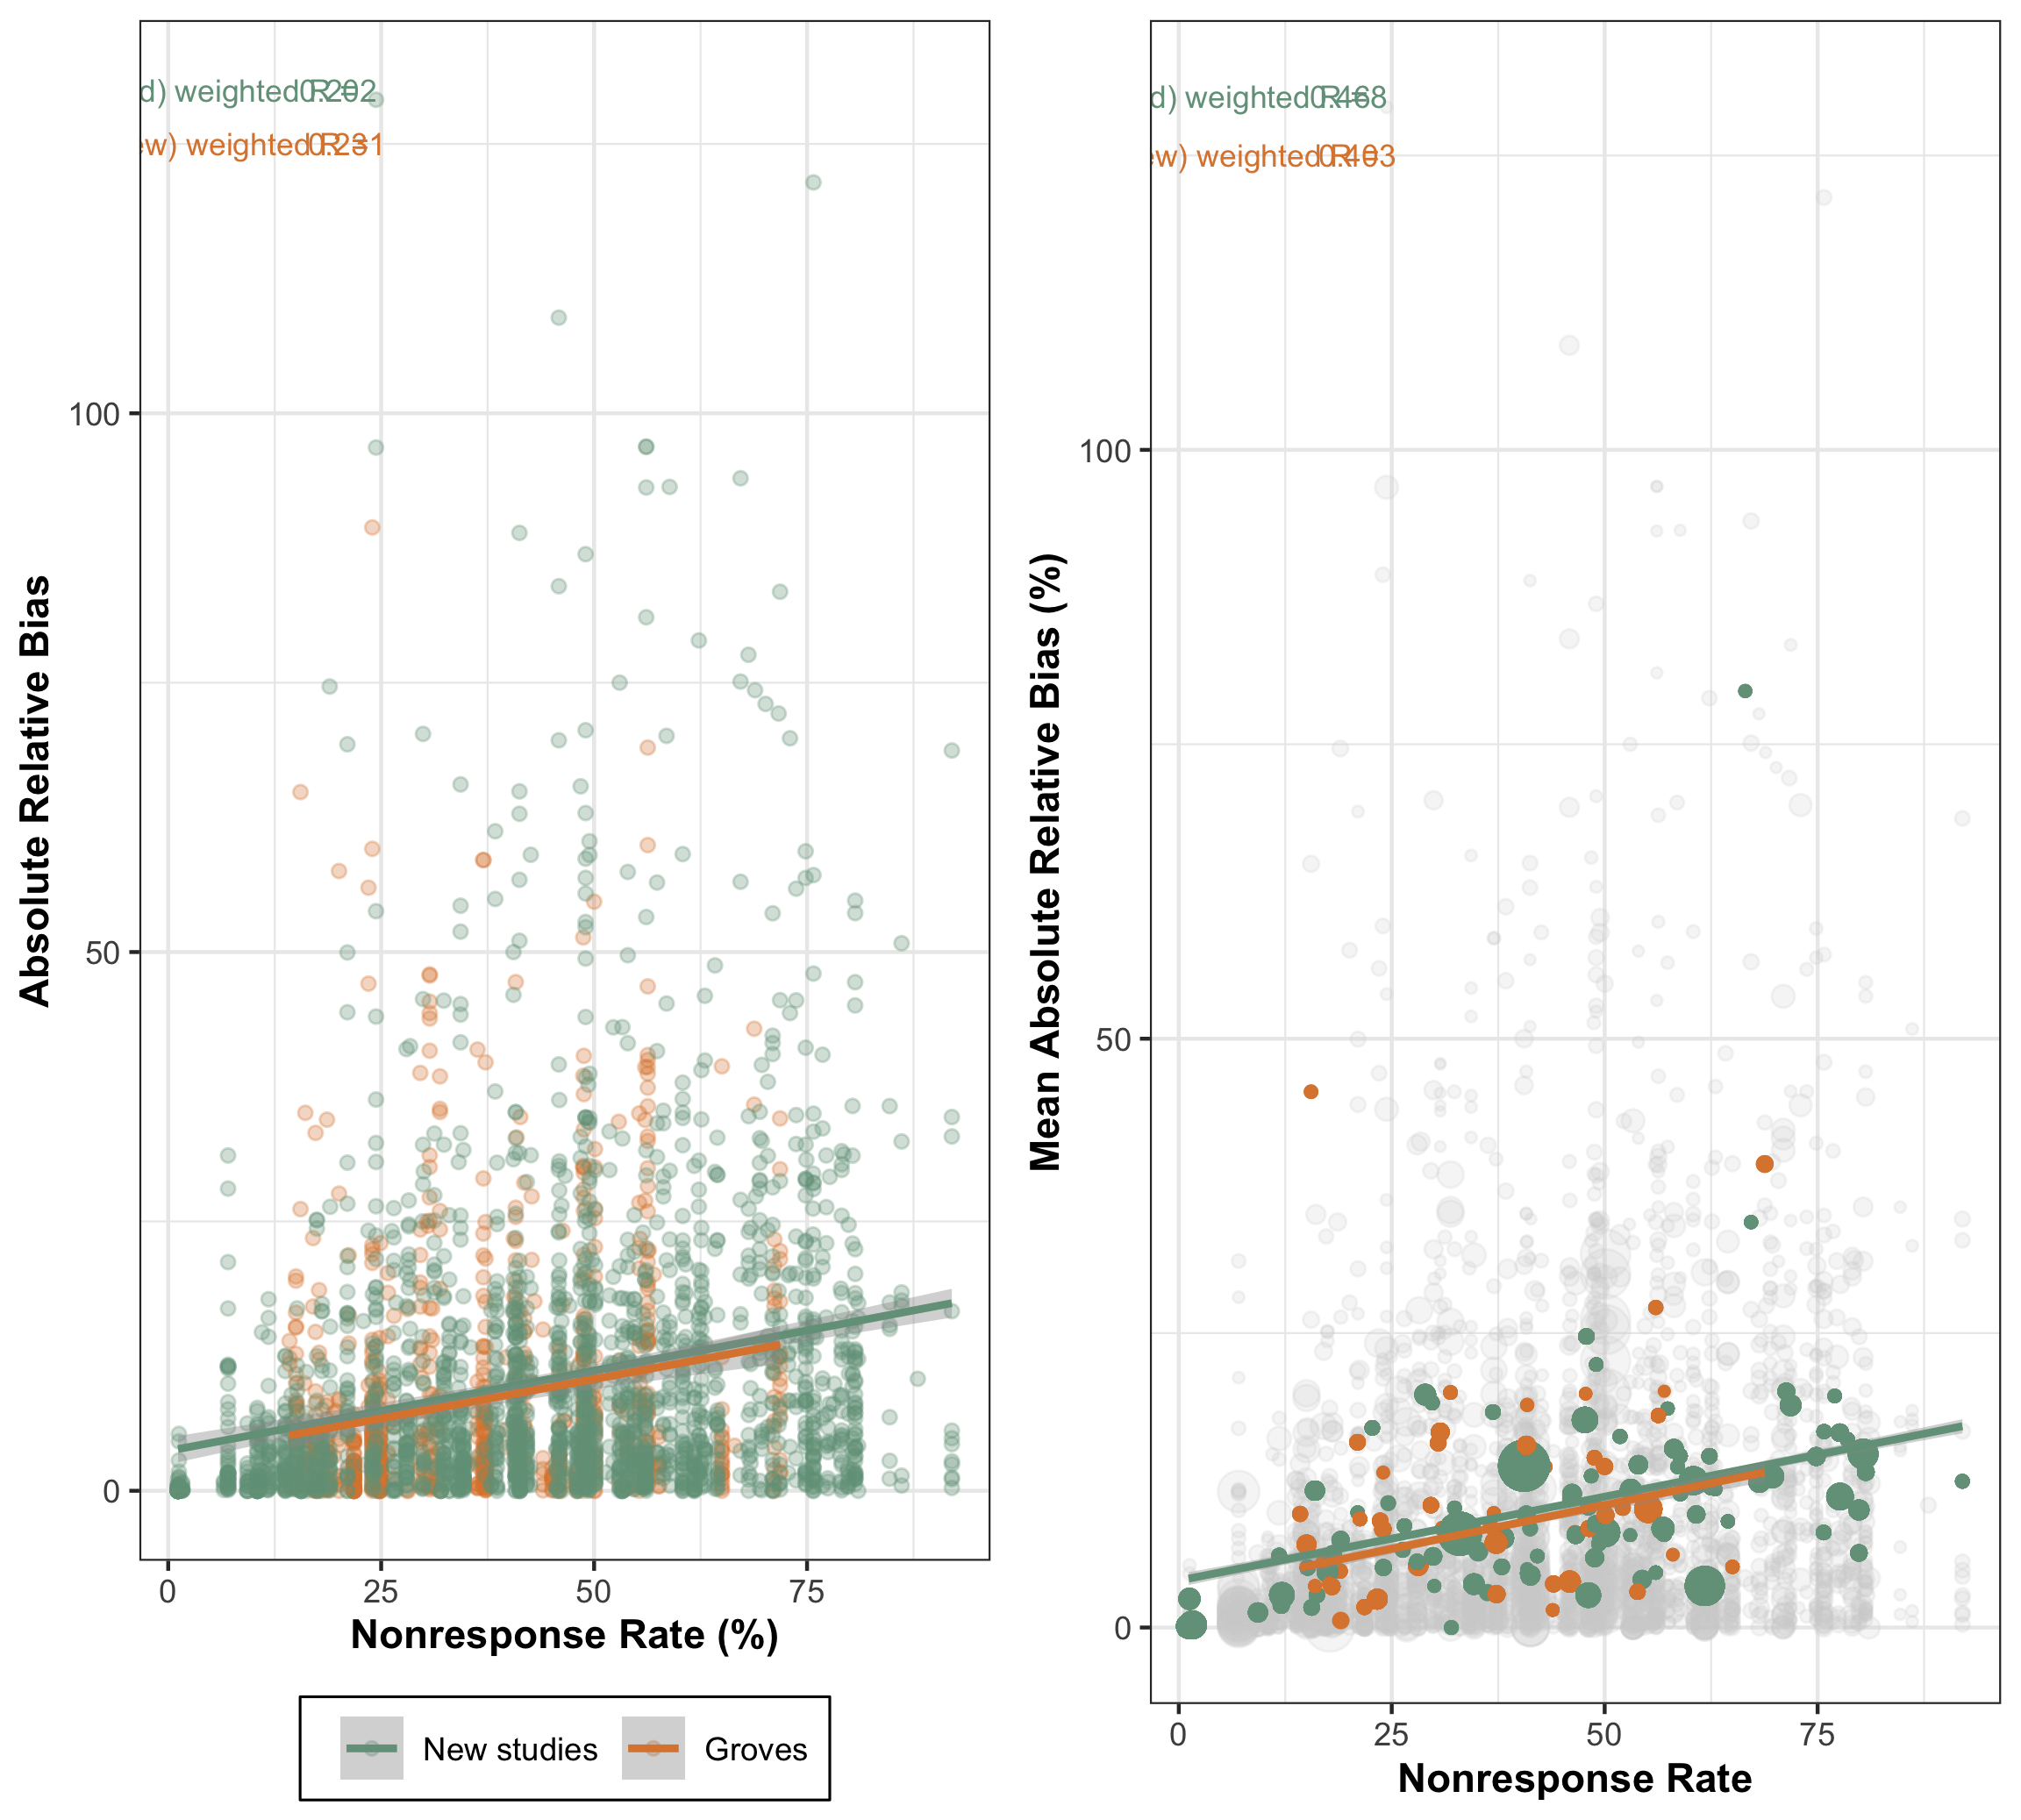 d) weighted R =
0.202
ew) weighted R =
0.231
Absolute Relative Bias
100
50
0
0 25 50 75
Nonresponse Rate (%)
New studies Groves
d) weighted R =
0.468
ew) weighted R =
0.403
Mean Absolute Relative Bias (%)
100
50
0
0 25 50 75
Nonresponse Rate